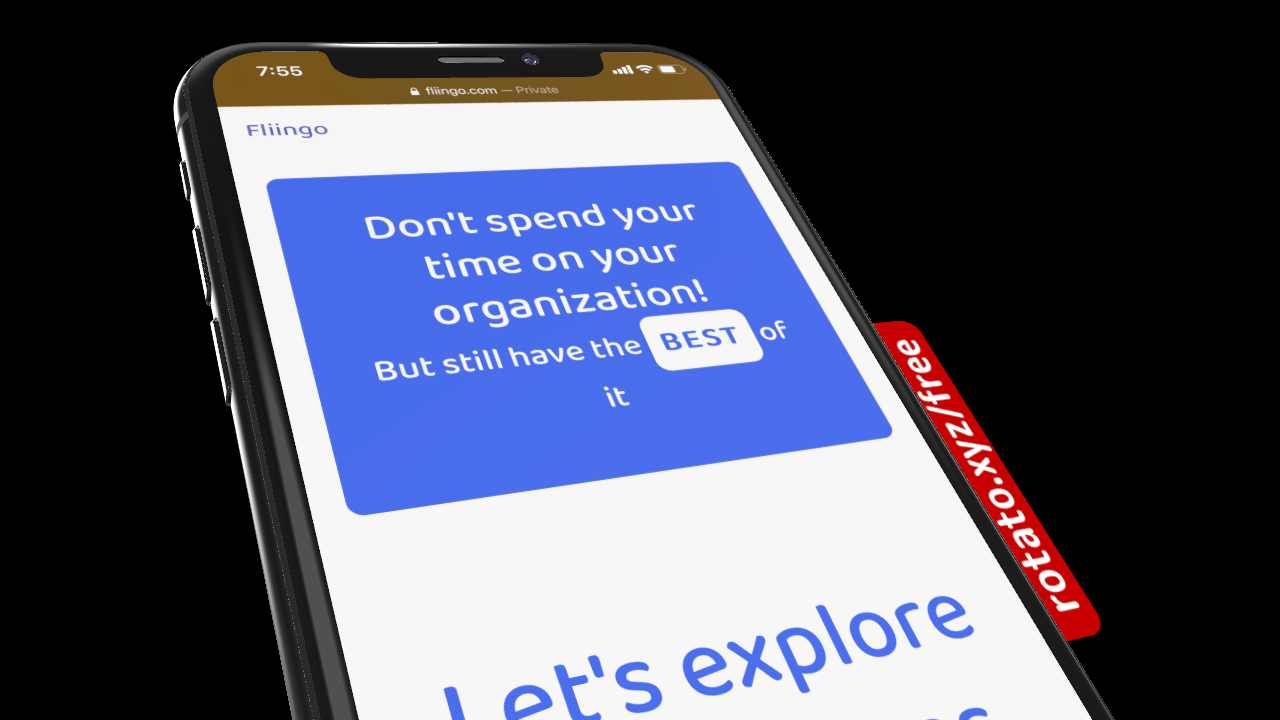 7:55
fliingo.com — Private
Fliingo
Don't spend your
time on your
organization!
But still have the BEST of
it
Let's explore
rotato.xyz/free